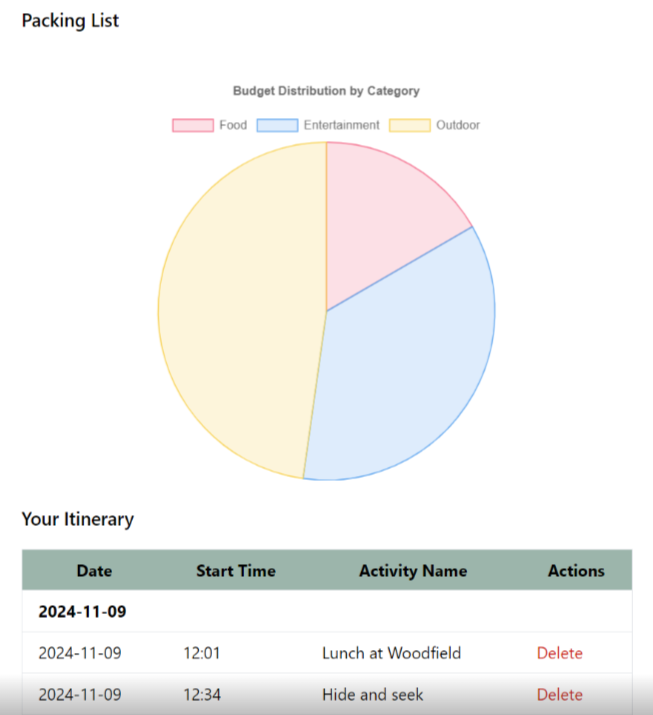 Packing List
Budget Distribution by Category
Food Entertainment Outdoor
Your Itinerary
Date Start Time Activity Name Actions
2024-11-09
2024-11-09 12:01 Lunch at Woodfield Delete
2024-11-09 12:34 Hide and seek Delete